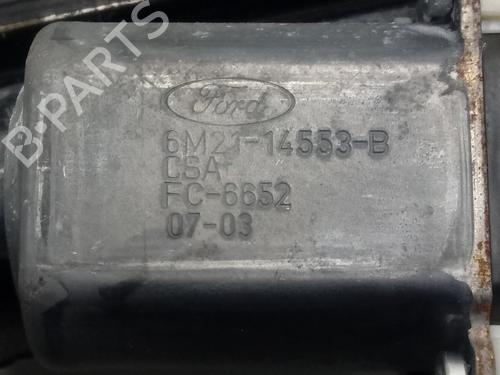 B-PARTS
Ford
6M21-14553-B
CSA
FC-6652
07-03